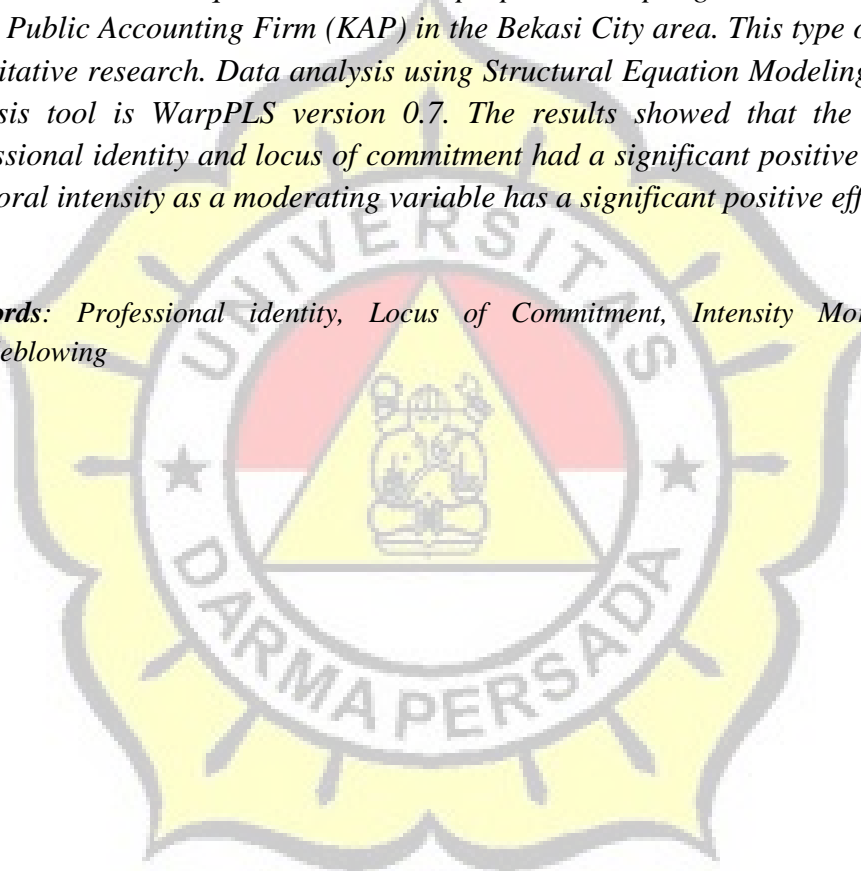 Public Accounting Firm (KAP) in the Bekasi City area. This type o
itative research. Data analysis using Structural Equation Modeling
sis tool is WarpPLS version 0.7. The results showed that the
ssional identity and locus of commitment had a significant positive
oral intensity as a moderating variable has a significant positive eff
ords: Professional identity, Locus of Commitment, Intensity Mo
eblowing
UNIVERSITAS
DARMA PERSADA